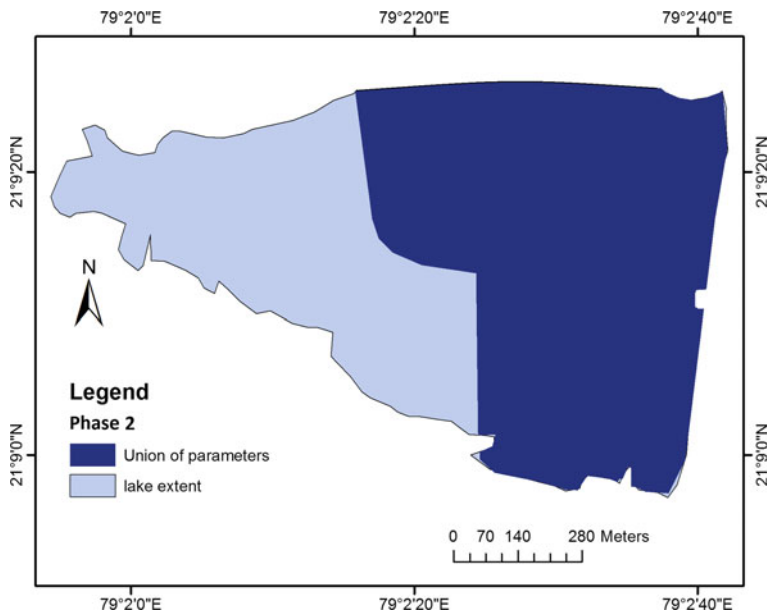 79°2'0"E 79°2'20"E 79°2'40"E
21°9'20"N 21°9'20"N
N
Legend
Phase 2
21°9'0"N 21°9'0"N
Union of parameters
lake extent
0 70 140 280 Meters
79°2'0"E 79°2'20"E 79°2'40"E